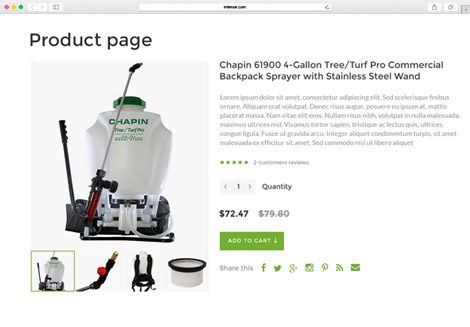 intense.com
Product page
Chapin 61900 4-Gallon Tree/Turf Pro Commercial
Backpack Sprayer with Stainless Steel Wand
Lorem ipsum dolor sit amet, consectetur adipiscing elit. Sed scelerisque finibus
ornare. Aliquam erat volutpat. Donec risus augue, posuere eu ipsum at, mattis
placerat massa. Nam vitae elit eros. Nullam in nibh volutpat in nulla malesuada,
maximus ultrices nisl. Vivamus tortor sapien, tristique ac lectus quis, ultrices
congue ligula. Fusce ut gravida arcu. Integer aliquet condimentum turpis, sit amet
malesuada ex efficitur sit amet. Sed commodo nisl ut libero aliquet
2-customers reviews
‹ 1 › Quantity
$72.47 $79.80
ADD TO CART ↓
Share this
CHAPIN
Tree/Turf Pro